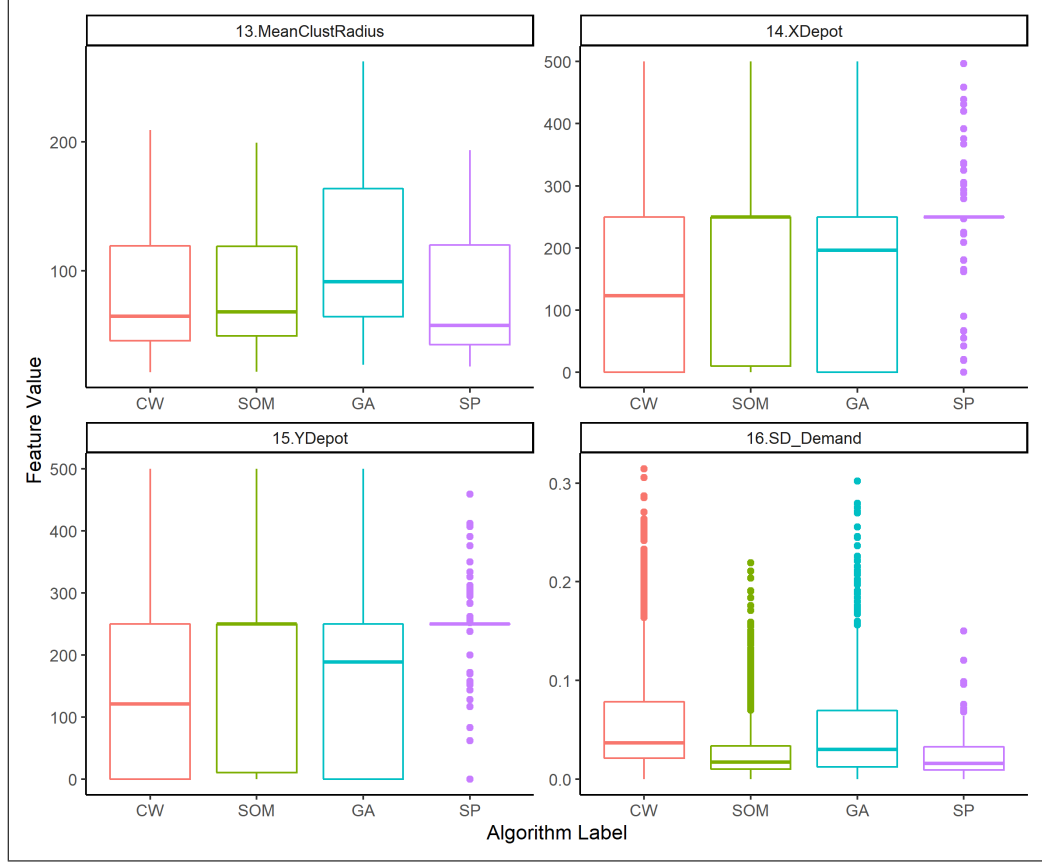 13.MeanClustRadius
14.XDepot
200
100
500
400
300
200
100
0
CW SOM GA SP
CW SOM GA SP
Feature Value
15.YDepot
16.SD_Demand
500
400
300
200
100
0
0.3
0.2
0.1
0.0
CW SOM GA SP
CW SOM GA SP
Algorithm Label